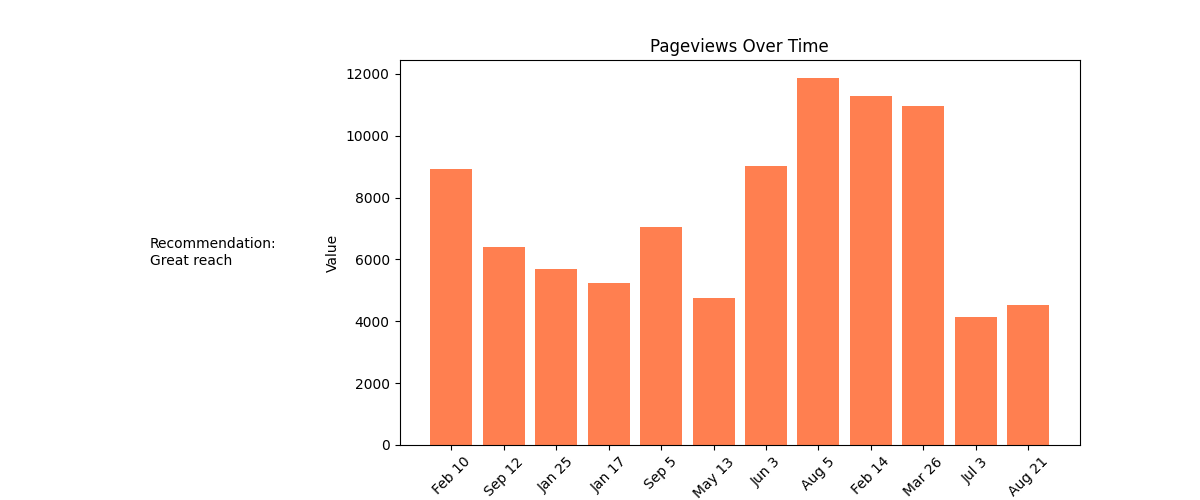 Pageviews Over Time
12000
10000
8000
6000
4000
2000
0
Value
Recommendation:
Great reach
Feb 10
Sep 12
Jan 25
Jan 17
Sep 5
May 13
Jun 3
Aug 5
Feb 14
Mar 26
Jul 3
Aug 21